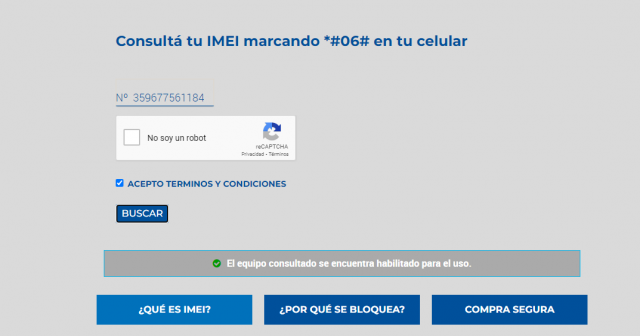 Consultá tu IMEI marcando *#06# en tu celular
Nº 359677561184
No soy un robot
reCAPTCHA
Privacidad - Términos
ACEPTO TERMINOS Y CONDICIONES
BUSCAR
El equipo consultado se encuentra habilitado para el uso.
¿QUÉ ES IMEI?
¿POR QUÉ SE BLOQUEA?
COMPRA SEGURA